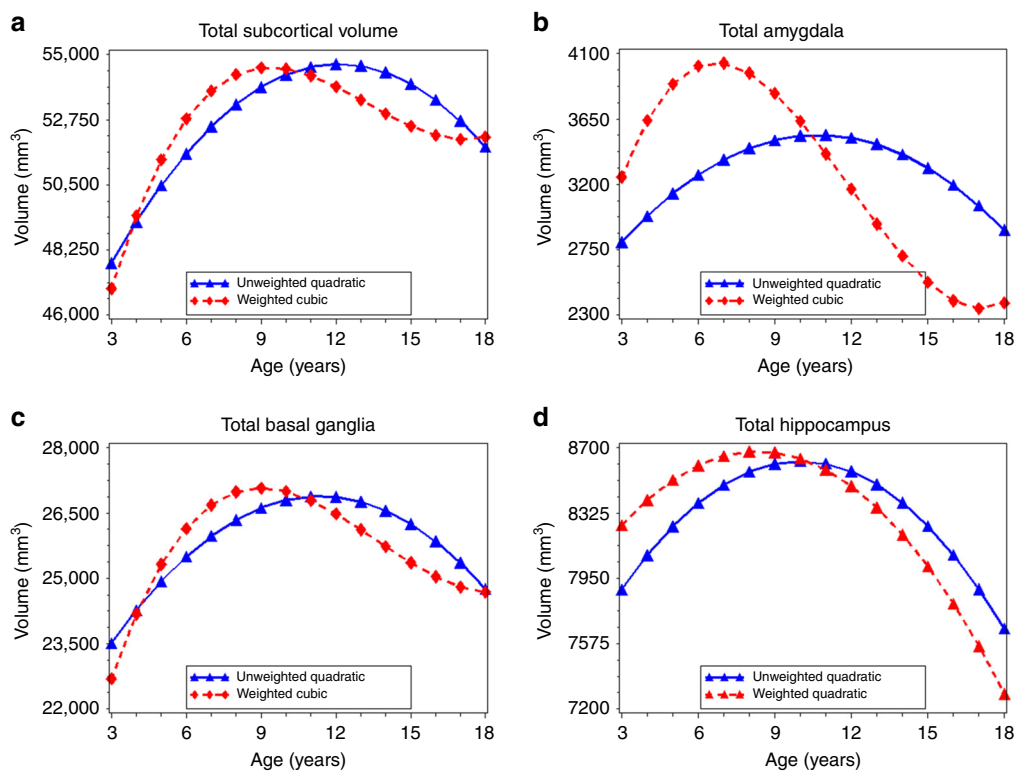 a
Total subcortical volume
55,000
52,750
50,500
48,250
46,000
Volume (mm³)
Unweighted quadratic
Weighted cubic
3 6 9 12 15 18
Age (years)
b
Total amygdala
4100
3650
3200
2750
2300
Volume (mm³)
Unweighted quadratic
Weighted cubic
3 6 9 12 15 18
Age (years)
c
Total basal ganglia
28,000
26,500
25,000
23,500
22,000
Volume (mm³)
Unweighted quadratic
Weighted cubic
3 6 9 12 15 18
Age (years)
d
Total hippocampus
8700
8325
7950
7575
7200
Volume (mm³)
Unweighted quadratic
Weighted quadratic
3 6 9 12 15 18
Age (years)